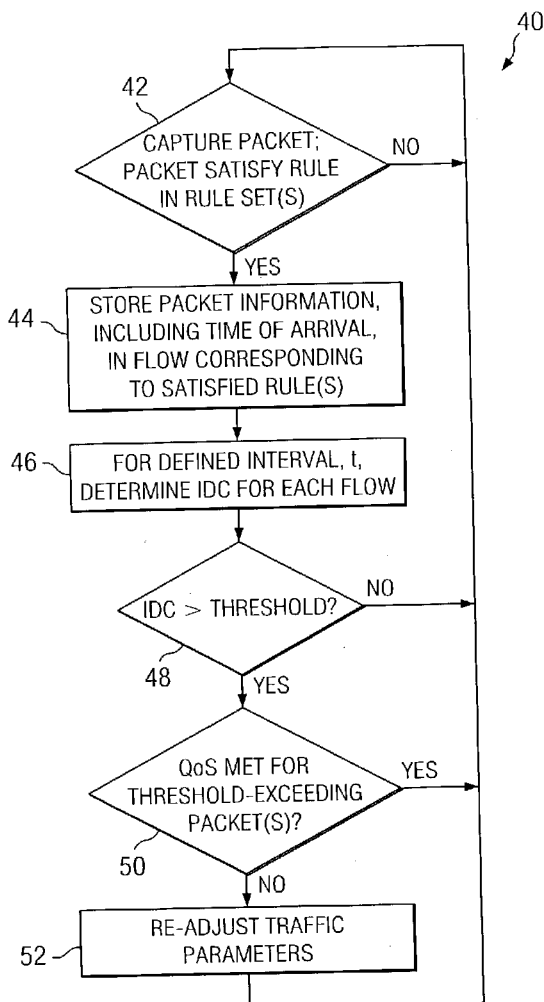 40
42
CAPTURE PACKET;
PACKET SATISFY RULE
IN RULE SET(S)
NO
YES
44
STORE PACKET INFORMATION,
INCLUDING TIME OF ARRIVAL,
IN FLOW CORRESPONDING
TO SATISFIED RULE(S)
46
FOR DEFINED INTERVAL, t,
DETERMINE IDC FOR EACH FLOW
IDC > THRESHOLD?
NO
48
YES
QoS MET FOR
THRESHOLD-EXCEEDING
PACKET(S)?
YES
50
NO
52
RE-ADJUST TRAFFIC
PARAMETERS